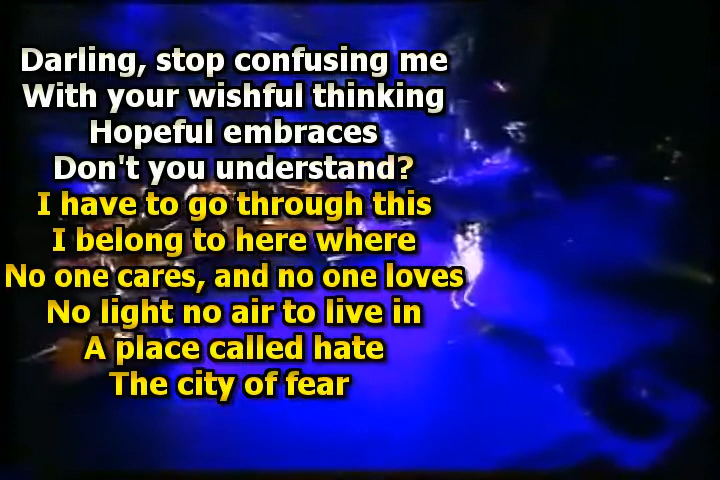 Darling, stop confusing me
With your wishful thinking
Hopeful embraces
Don't you understand?
I have to go through this
I belong to here where
No one cares, and no one loves
No light no air to live in
A place called hate
The city of fear